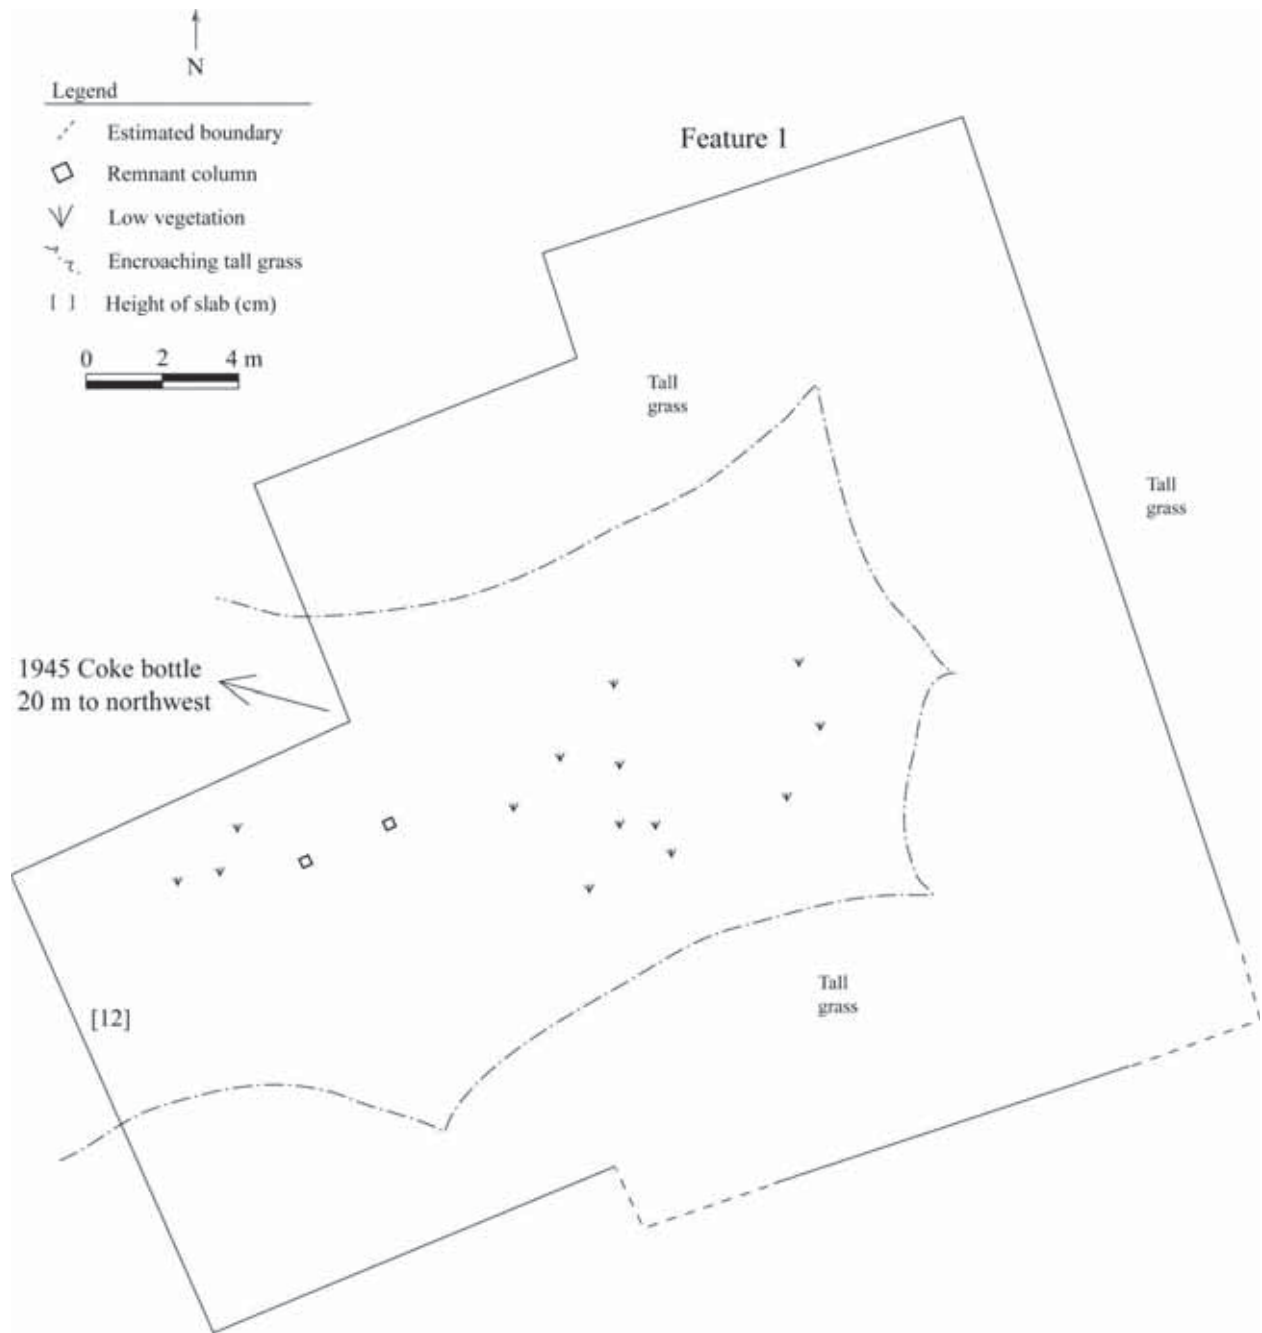 N
Legend
Estimated boundary
Remnant column
Low vegetation
Encroaching tall grass
[ ] Height of slab (cm)
0 2 4 m
Feature 1
Tall
grass
Tall
grass
1945 Coke bottle
20 m to northwest
[12]
Tall
grass